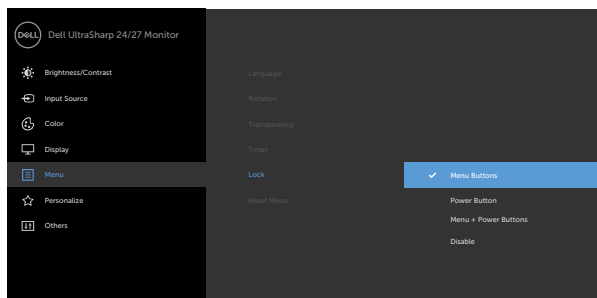 DELL
Dell UltraSharp 24/27 Monitor
Brightness/Contrast
Input Source
Color
Display
Menu
Personalize
Others
Language
Rotation
Transparency
Timer
Lock
Reset Menu
Menu Buttons
Power Button
Menu + Power Buttons
Disable